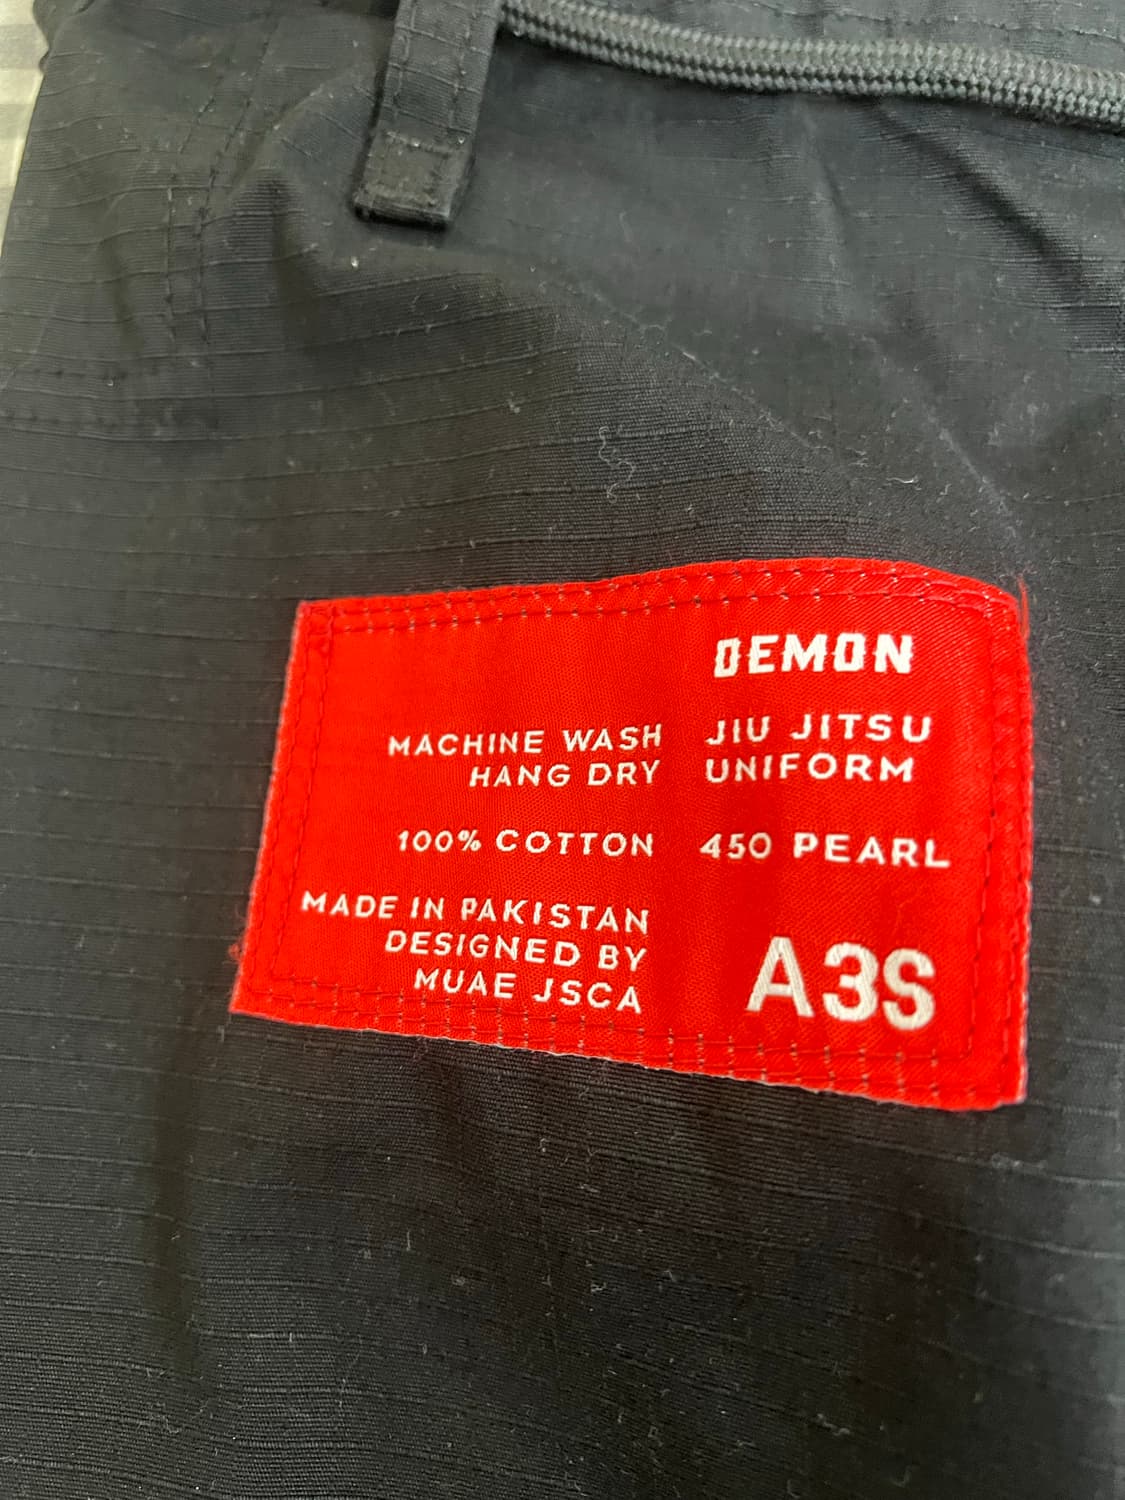 DEMON
MACHINE WASH
HANG DRY
100% COTTON
MADE IN PAKISTAN
DESIGNED BY
MUAE JSCA
JIU JITSU
UNIFORM
450 PEARL
A3S